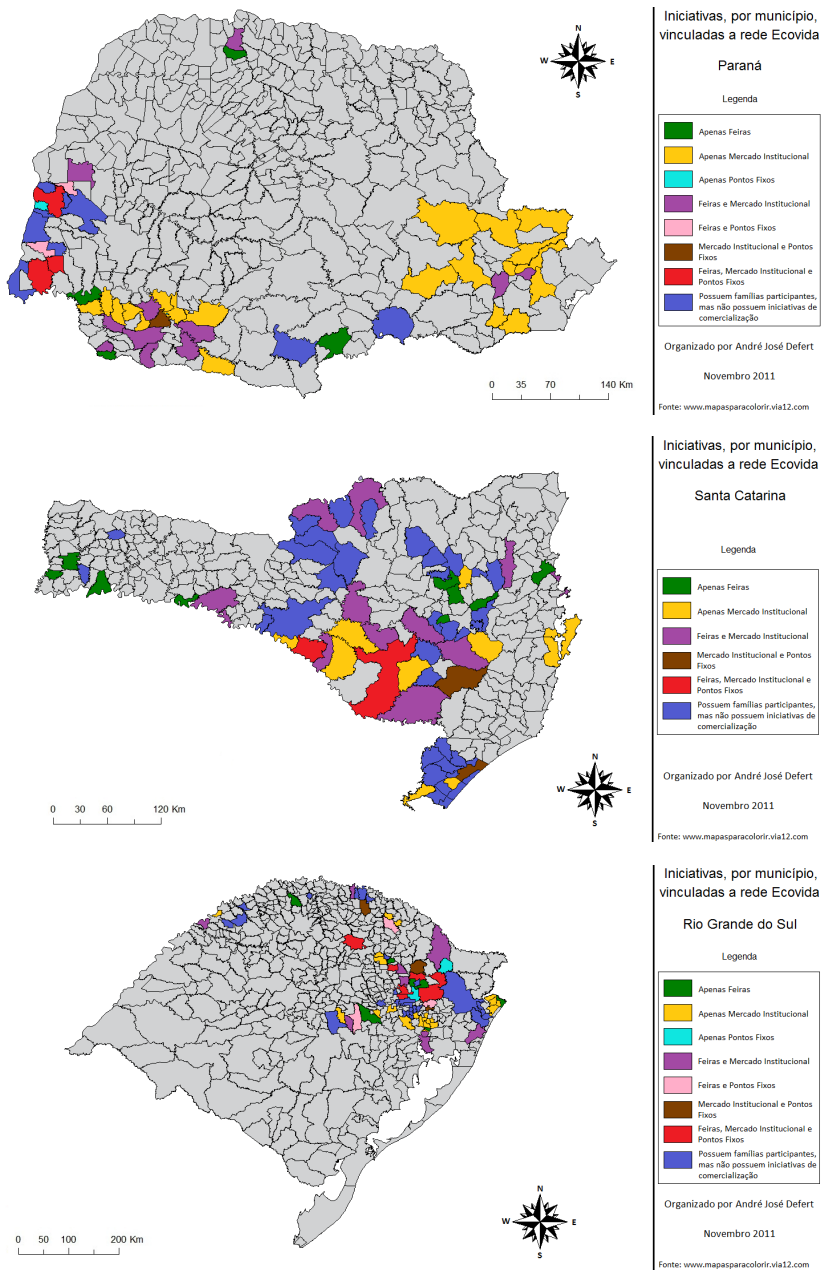 Iniciativas, por município,
vinculadas a rede Ecovida
Paraná
Legenda
Apenas Feiras
Apenas Mercado Institucional
Apenas Pontos Fixos
Feiras e Mercado Institucional
Feiras e Pontos Fixos
Mercado Institucional e Pontos
Fixos
Feiras, Mercado Institucional e
Pontos Fixos
Possuem famílias participantes,
mas não possuem iniciativas de
comercialização
Organizado por André José Defert
Novembro 2011
Fonte: www.mapasparacolorir.via12.com
N
W E
S
0 35 70 140 Km
Iniciativas, por município,
vinculadas a rede Ecovida
Santa Catarina
Legenda
Apenas Feiras
Apenas Mercado Institucional
Feiras e Mercado Institucional
Mercado Institucional e Pontos
Fixos
Feiras, Mercado Institucional e
Pontos Fixos
Possuem famílias participantes,
mas não possuem iniciativas de
comercialização
Organizado por André José Defert
Novembro 2011
Fonte: www.mapasparacolorir.via12.com
N
W E
S
0 30 60 120 Km
Iniciativas, por município,
vinculadas a rede Ecovida
Rio Grande do Sul
Legenda
Apenas Feiras
Apenas Mercado Institucional
Apenas Pontos Fixos
Feiras e Mercado Institucional
Feiras e Pontos Fixos
Mercado Institucional e Pontos
Fixos
Feiras, Mercado Institucional e
Pontos Fixos
Possuem famílias participantes,
mas não possuem iniciativas de
comercialização
Organizado por André José Defert
Novembro 2011
Fonte: www.mapasparacolorir.via12.com
N
W E
S
0 50 100 200 Km